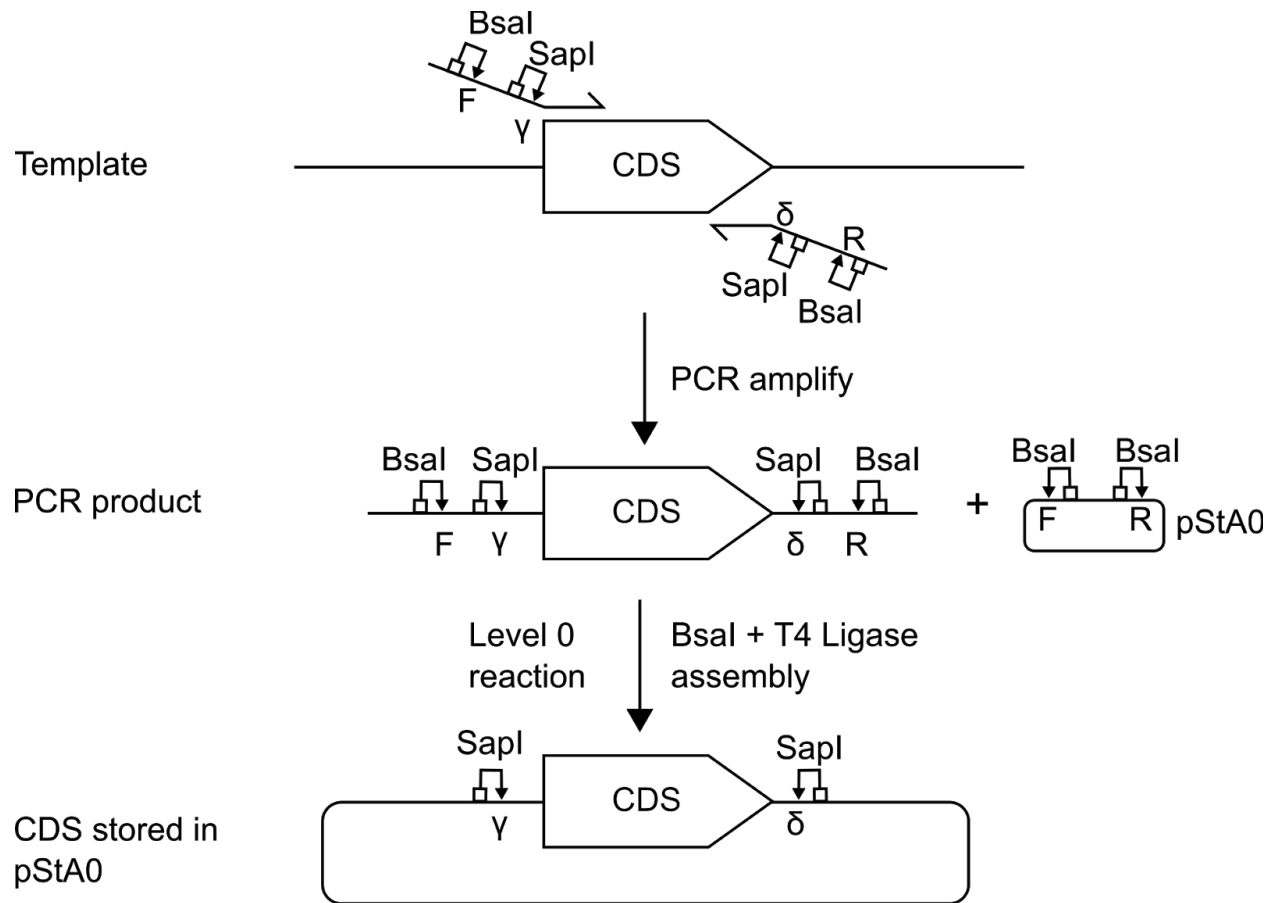 BsaI
SapI
F
γ
Template
CDS
δ
R
SapI
BsaI
PCR amplify
BsaI SapI SapI BsaI BsaI BsaI
PCR product
CDS
+
F R pStA0
F γ δ R
Level 0
reaction
BsaI + T4 Ligase
assembly
SapI SapI
CDS
CDS stored in
pStA0
γ δ